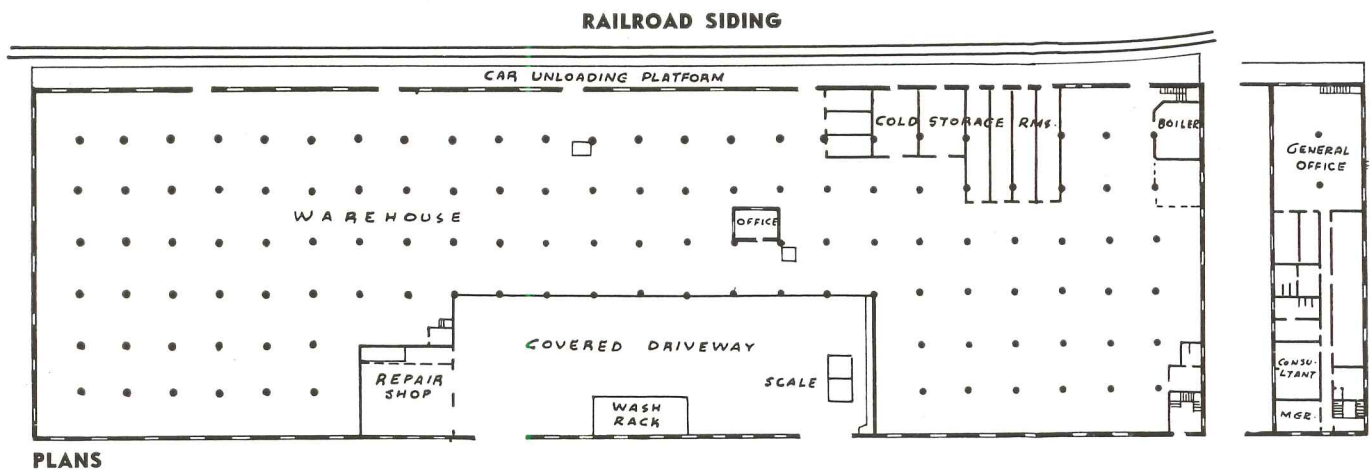 RAILROAD SIDING
CAR UNLOADING PLATFORM
COLD STORAGE RMS.
BOILER
GENERAL
OFFICE
WAREHOUSE
OFFICE
COVERED DRIVEWAY
REPAIR
SHOP
SCALE
WASH
RACK
CONSU-
LTANT
MGR.
PLANS